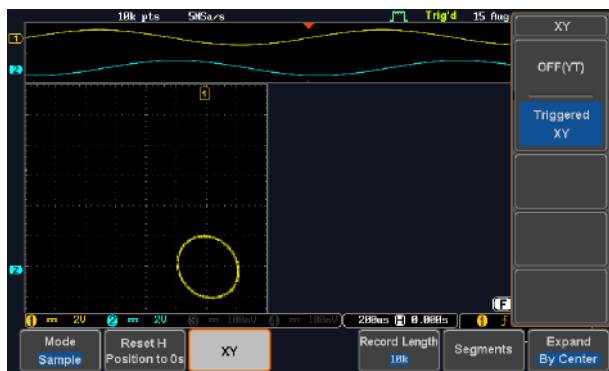 10k pts 5MSa/s Trig'd 15 Aug
XY
1
OFF(YT)
2
1
Triggered
XY
2
F
1 2V 2 2V 3 100mV 4 100mV 200us H 0.000s 1
Mode
Sample
Reset H
Position to 0s
XY
Record Length
10k
Segments
Expand
By Center